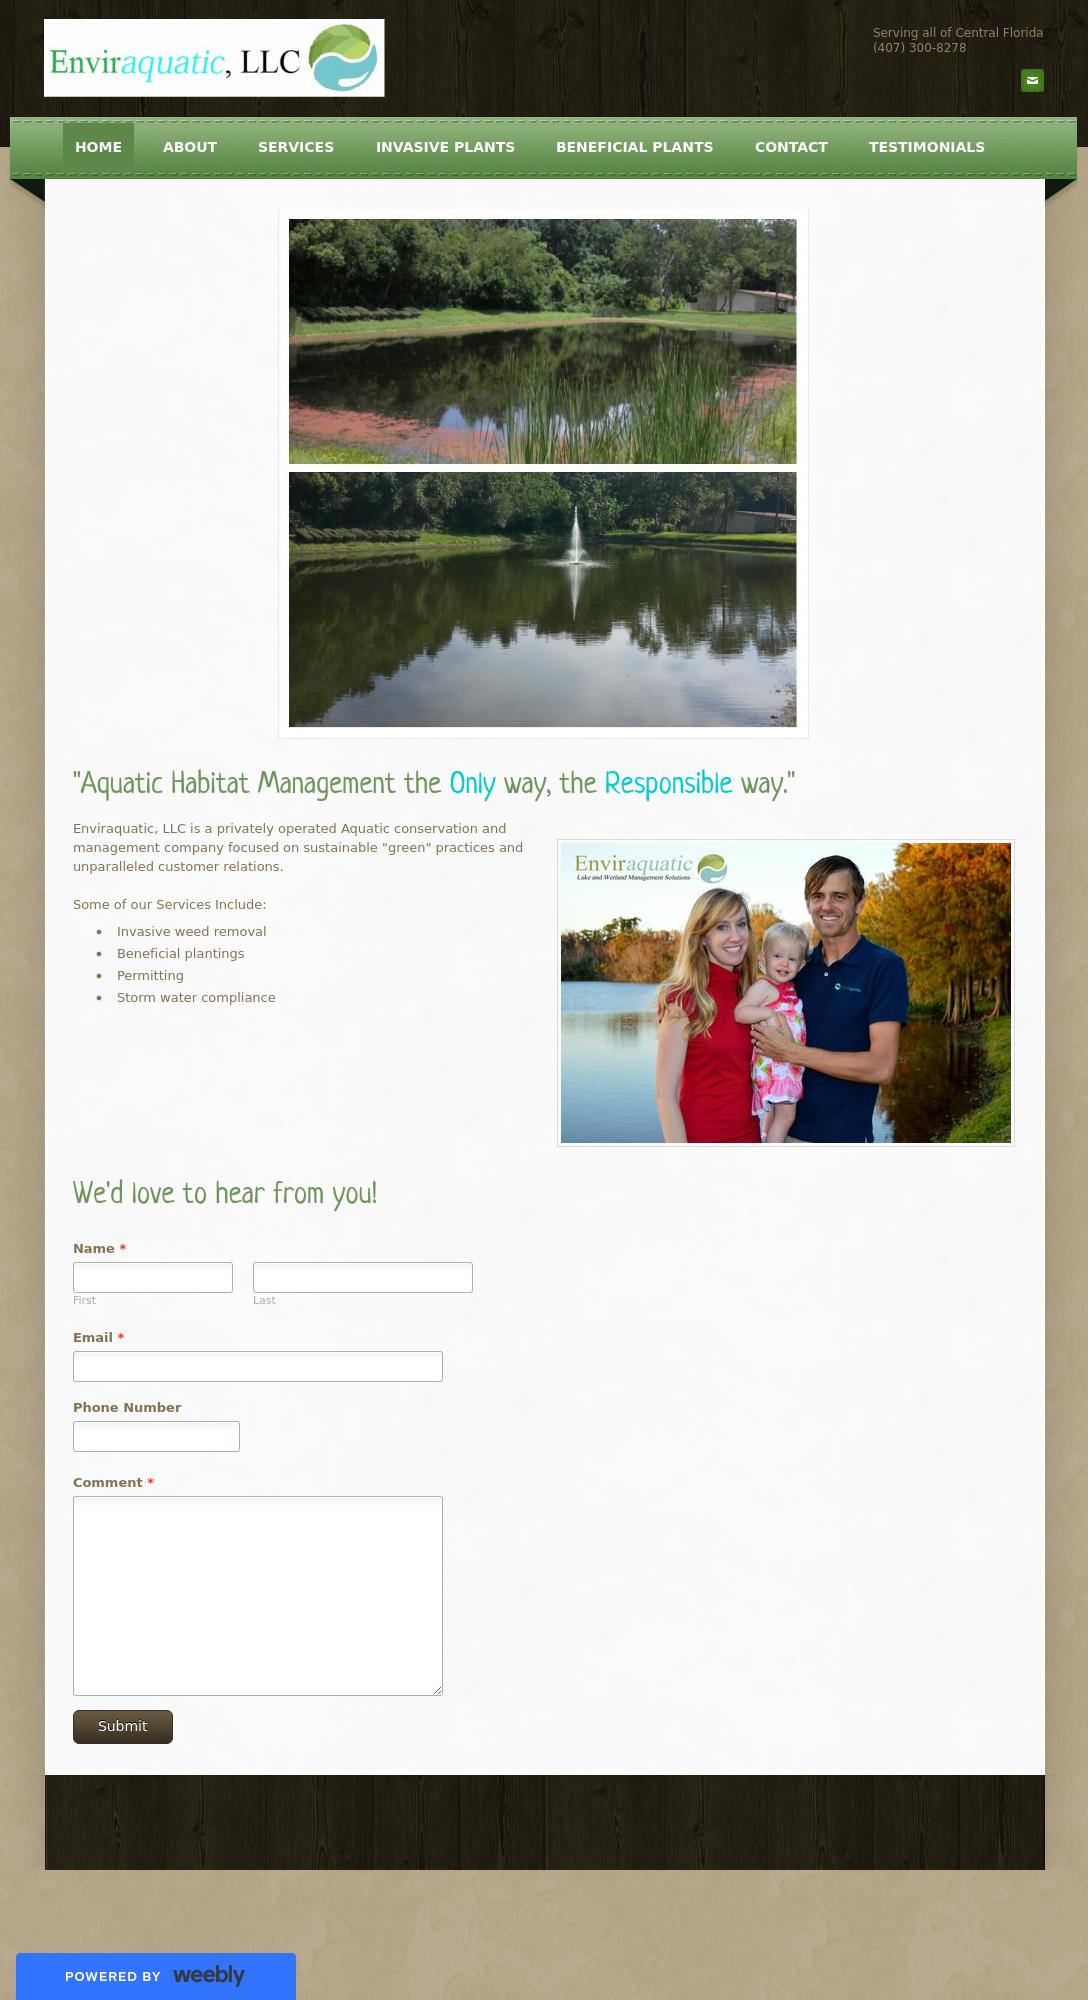 Enviraquatic, LLC
Serving all of Central Florida
(407) 300-8278
HOME ABOUT SERVICES INVASIVE PLANTS BENEFICIAL PLANTS CONTACT TESTIMONIALS
"Aquatic Habitat Management the Only way, the Responsible way."
Enviraquatic, LLC is a privately operated Aquatic conservation and
management company focused on sustainable "green" practices and
unparalleled customer relations.
Some of our Services Include:
Invasive weed removal
Beneficial plantings
Permitting
Storm water compliance
Enviraquatic
Lake and Wetland Management Solutions
We'd love to hear from you!
Name *
First Last
Email *
Phone Number
Comment *
Submit
POWERED BY weebly